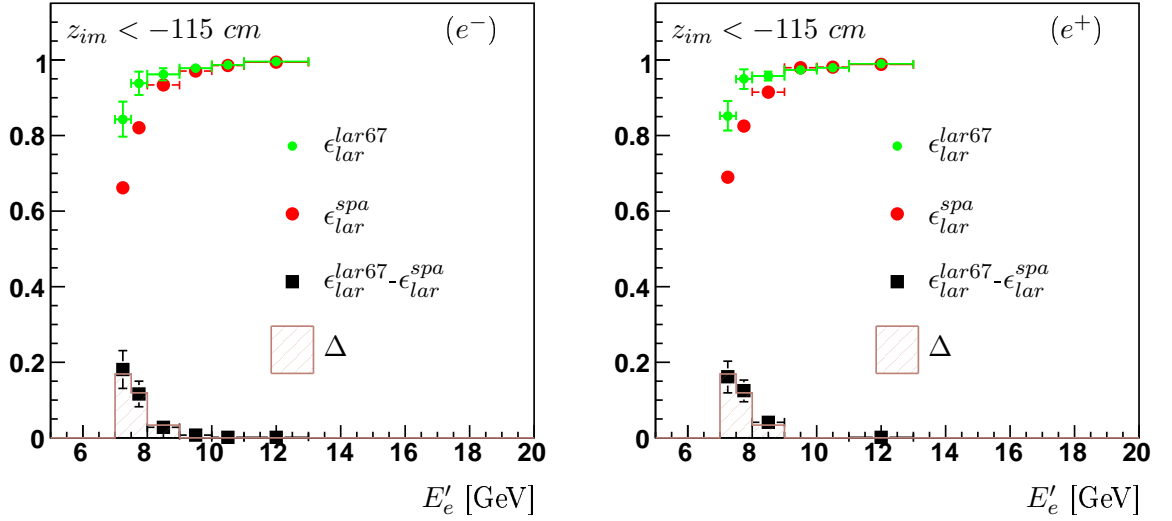 z_{im} < −115 cm (e^−)
1
0.8
0.6
0.4
0.2
0
ϵ_{lar}^{lar67}
ϵ_{lar}^{spa}
ϵ_{lar}^{lar67}-ϵ_{lar}^{spa}
Δ
6 8 10 12 14 16 18 20
E′_e [GeV]
z_{im} < −115 cm (e^+)
1
0.8
0.6
0.4
0.2
0
ϵ_{lar}^{lar67}
ϵ_{lar}^{spa}
ϵ_{lar}^{lar67}-ϵ_{lar}^{spa}
Δ
6 8 10 12 14 16 18 20
E′_e [GeV]